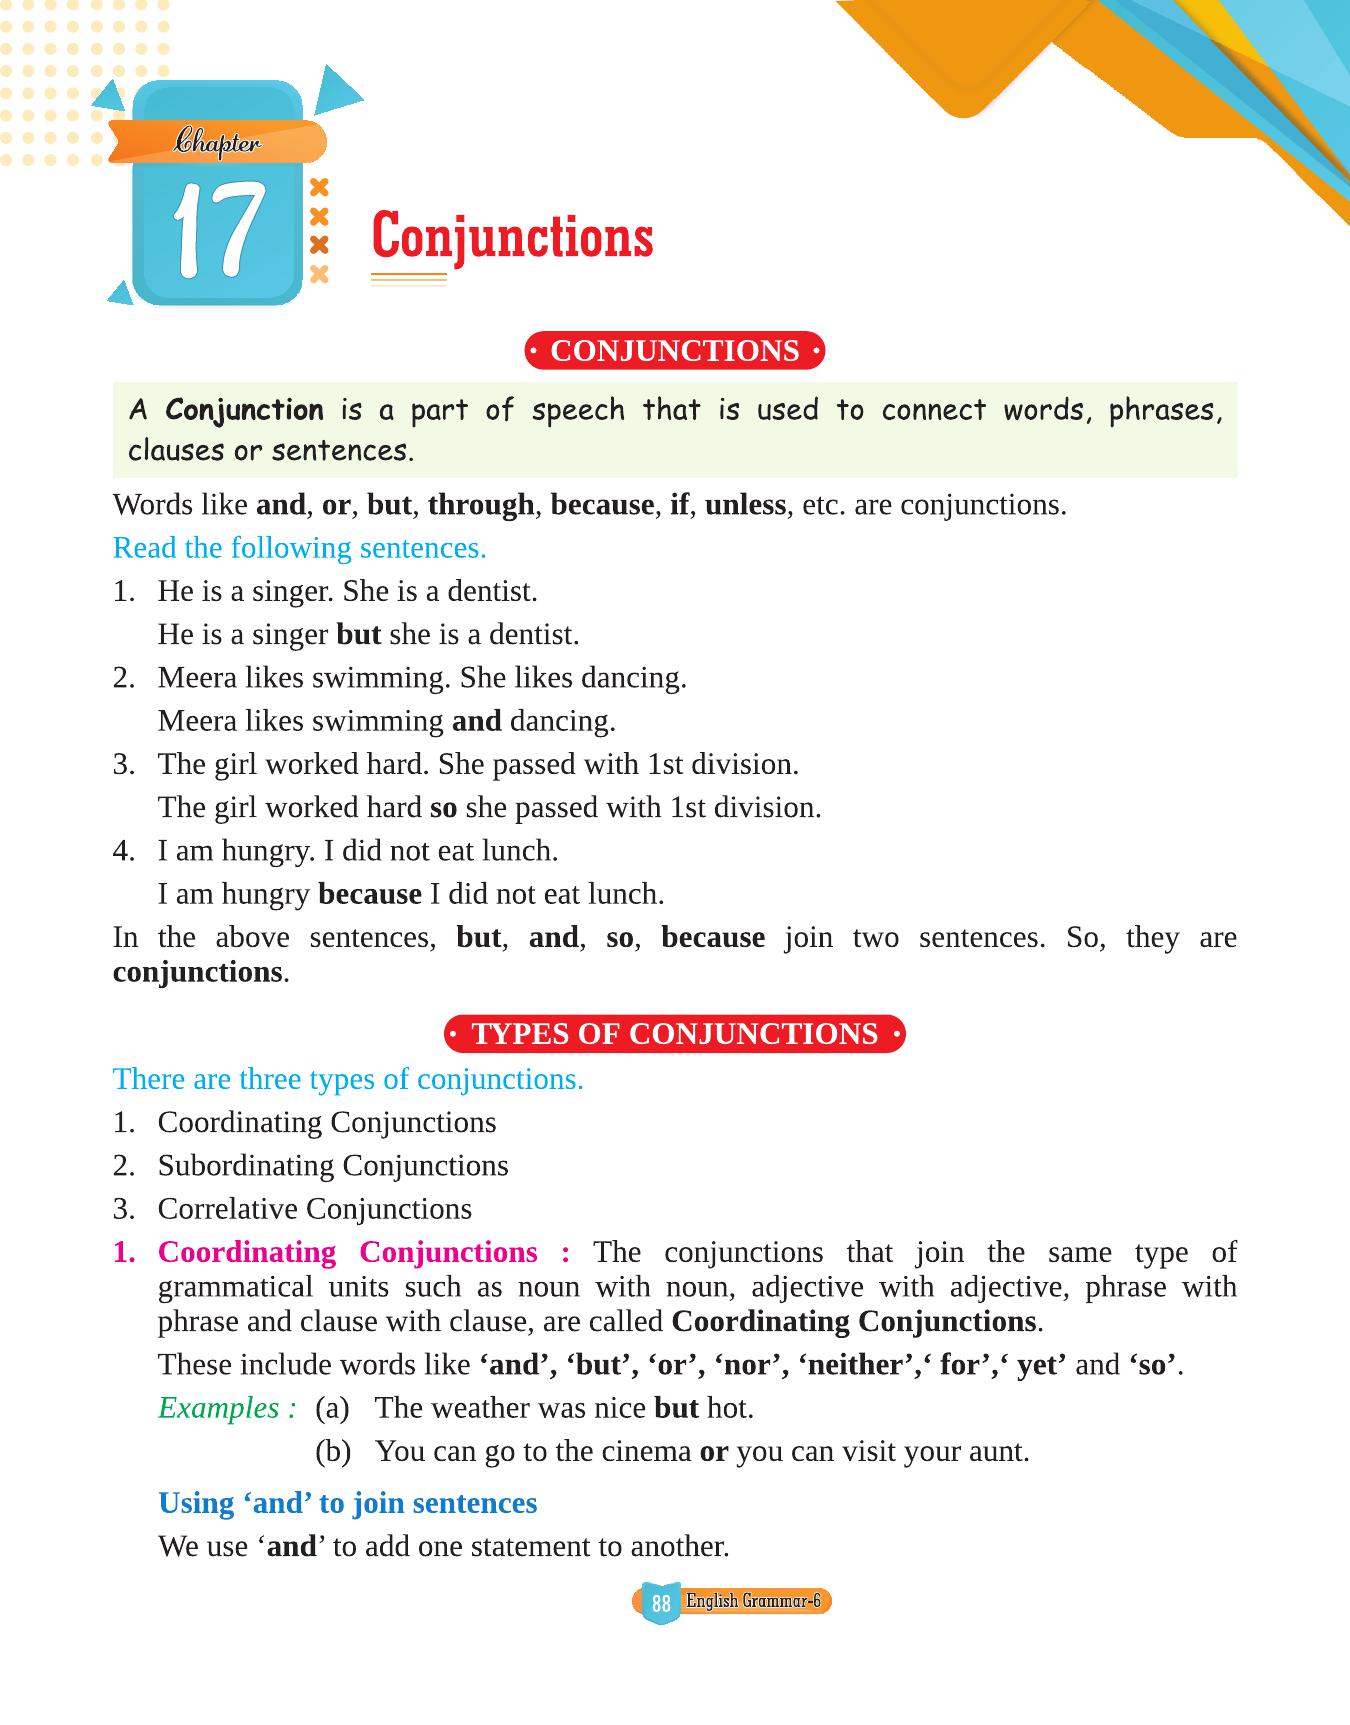 Chapter
17
Conjunctions
• CONJUNCTIONS •
A Conjunction is a part of speech that is used to connect words, phrases,
clauses or sentences.
Words like and, or, but, through, because, if, unless, etc. are conjunctions.
Read the following sentences.
1. He is a singer. She is a dentist.
He is a singer but she is a dentist.
2. Meera likes swimming. She likes dancing.
Meera likes swimming and dancing.
3. The girl worked hard. She passed with 1st division.
The girl worked hard so she passed with 1st division.
4. I am hungry. I did not eat lunch.
I am hungry because I did not eat lunch.
In the above sentences, but, and, so, because join two sentences. So, they are
conjunctions.
• TYPES OF CONJUNCTIONS •
There are three types of conjunctions.
1. Coordinating Conjunctions
2. Subordinating Conjunctions
3. Correlative Conjunctions
1. Coordinating Conjunctions : The conjunctions that join the same type of
grammatical units such as noun with noun, adjective with adjective, phrase with
phrase and clause with clause, are called Coordinating Conjunctions.
These include words like ‘and’, ‘but’, ‘or’, ‘nor’, ‘neither’,‘ for’,‘ yet’ and ‘so’.
Examples : (a) The weather was nice but hot.
(b) You can go to the cinema or you can visit your aunt.
Using ‘and’ to join sentences
We use ‘and’ to add one statement to another.
88 English Grammar-6